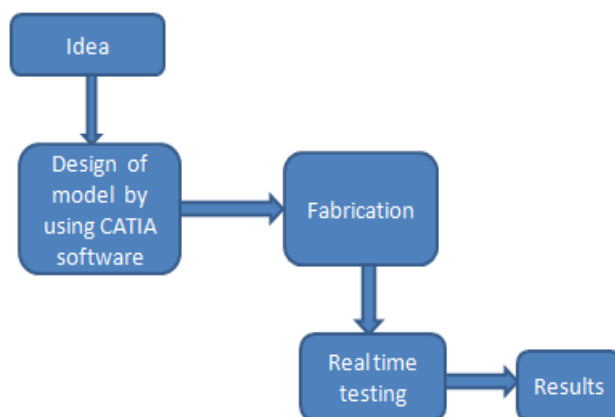 Idea
Design of
model by
using CATIA
software
Fabrication
Real time
testing
Results